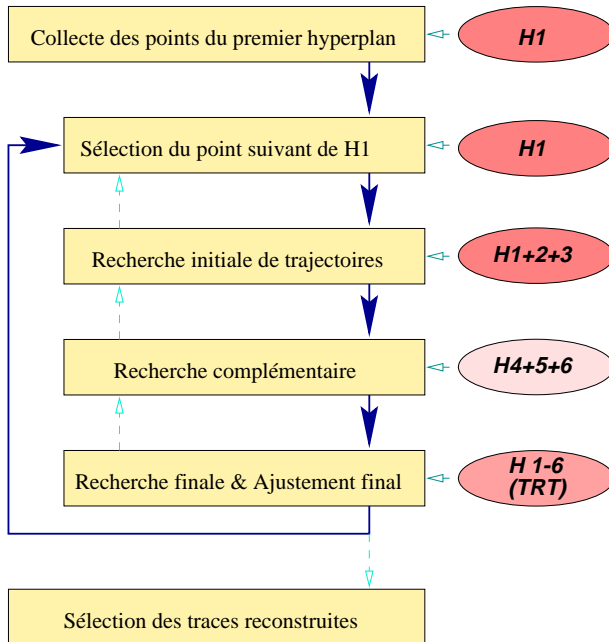 Collecte des points du premier hyperplan
H1
Sélection du point suivant de H1
H1
Recherche initiale de trajectoires
H1+2+3
Recherche complémentaire
H4+5+6
Recherche finale & Ajustement final
H 1-6
(TRT)
Sélection des traces reconstruites